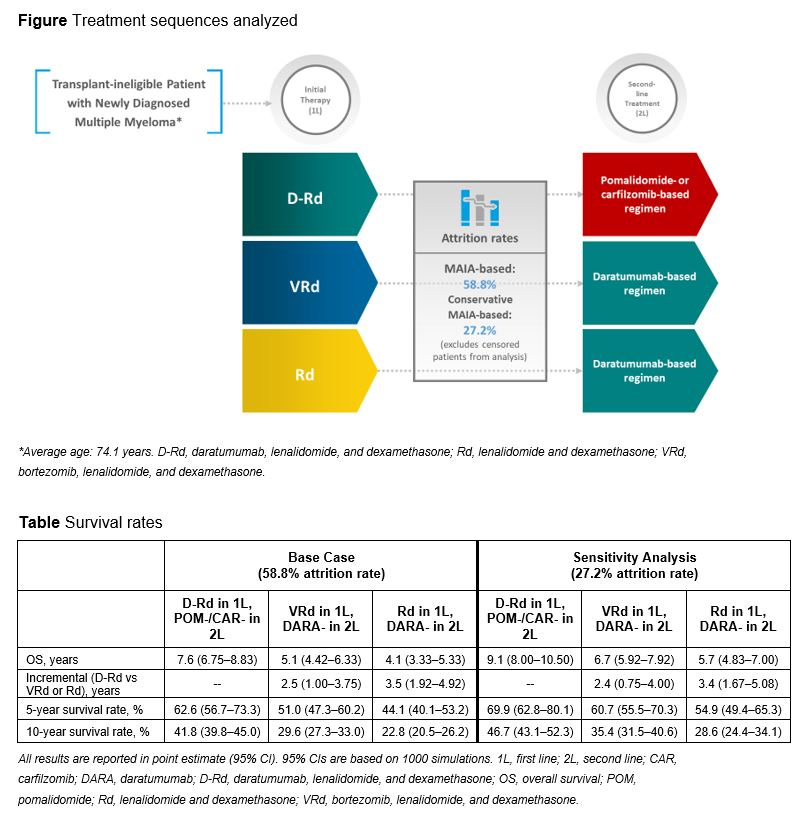 Figure Treatment sequences analyzed
Transplant-ineligible Patient
with Newly Diagnosed
Multiple Myeloma*
Initial
Therapy
(1L)
Second-
line
Treatment
(2L)
D-Rd
VRd
Rd
Attrition rates
MAIA-based:
58.8%
Conservative
MAIA-based:
27.2%
(excludes censored
patients from analysis)
Pomalidomide- or
carfilzomib-based
regimen
Daratumumab-based
regimen
Daratumumab-based
regimen
*Average age: 74.1 years. D-Rd, daratumumab, lenalidomide, and dexamethasone; Rd, lenalidomide and dexamethasone; VRd,
bortezomib, lenalidomide, and dexamethasone.
Table Survival rates
Base Case
(58.8% attrition rate)
Sensitivity Analysis
(27.2% attrition rate)
D-Rd in 1L,
POM-/CAR- in
2L
VRd in 1L,
DARA- in 2L
Rd in 1L,
DARA- in 2L
D-Rd in 1L,
POM-/CAR- in
2L
VRd in 1L,
DARA- in 2L
Rd in 1L,
DARA- in 2L
OS, years 7.6 (6.75–8.83) 5.1 (4.42–6.33) 4.1 (3.33–5.33) 9.1 (8.00–10.50) 6.7 (5.92–7.92) 5.7 (4.83–7.00)
Incremental (D-Rd vs
VRd or Rd), years -- 2.5 (1.00–3.75) 3.5 (1.92–4.92) -- 2.4 (0.75–4.00) 3.4 (1.67–5.08)
5-year survival rate, % 62.6 (56.7–73.3) 51.0 (47.3–60.2) 44.1 (40.1–53.2) 69.9 (62.8–80.1) 60.7 (55.5–70.3) 54.9 (49.4–65.3)
10-year survival rate, % 41.8 (39.8–45.0) 29.6 (27.3–33.0) 22.8 (20.5–26.2) 46.7 (43.1–52.3) 35.4 (31.5–40.6) 28.6 (24.4–34.1)
All results are reported in point estimate (95% CI). 95% CIs are based on 1000 simulations. 1L, first line; 2L, second line; CAR,
carfilzomib; DARA, daratumumab; D-Rd, daratumumab, lenalidomide, and dexamethasone; OS, overall survival; POM,
pomalidomide; Rd, lenalidomide and dexamethasone; VRd, bortezomib, lenalidomide, and dexamethasone.